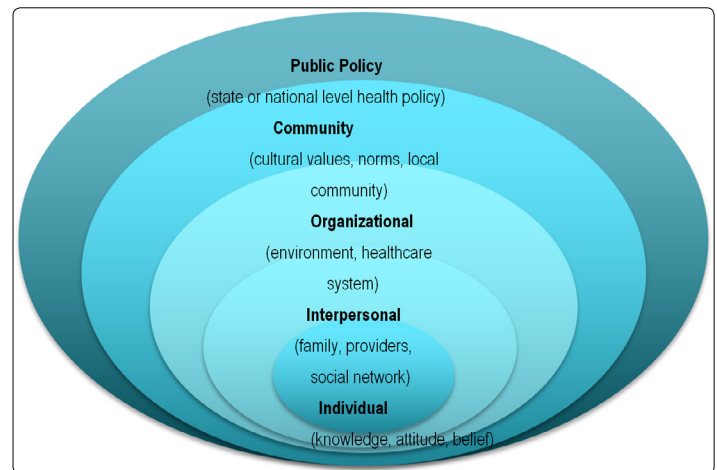 Public Policy
(state or national level health policy)
Community
(cultural values, norms, local
community)
Organizational
(environment, healthcare
system)
Interpersonal
(family, providers,
social network)
Individual
(knowledge, attitude, belief)